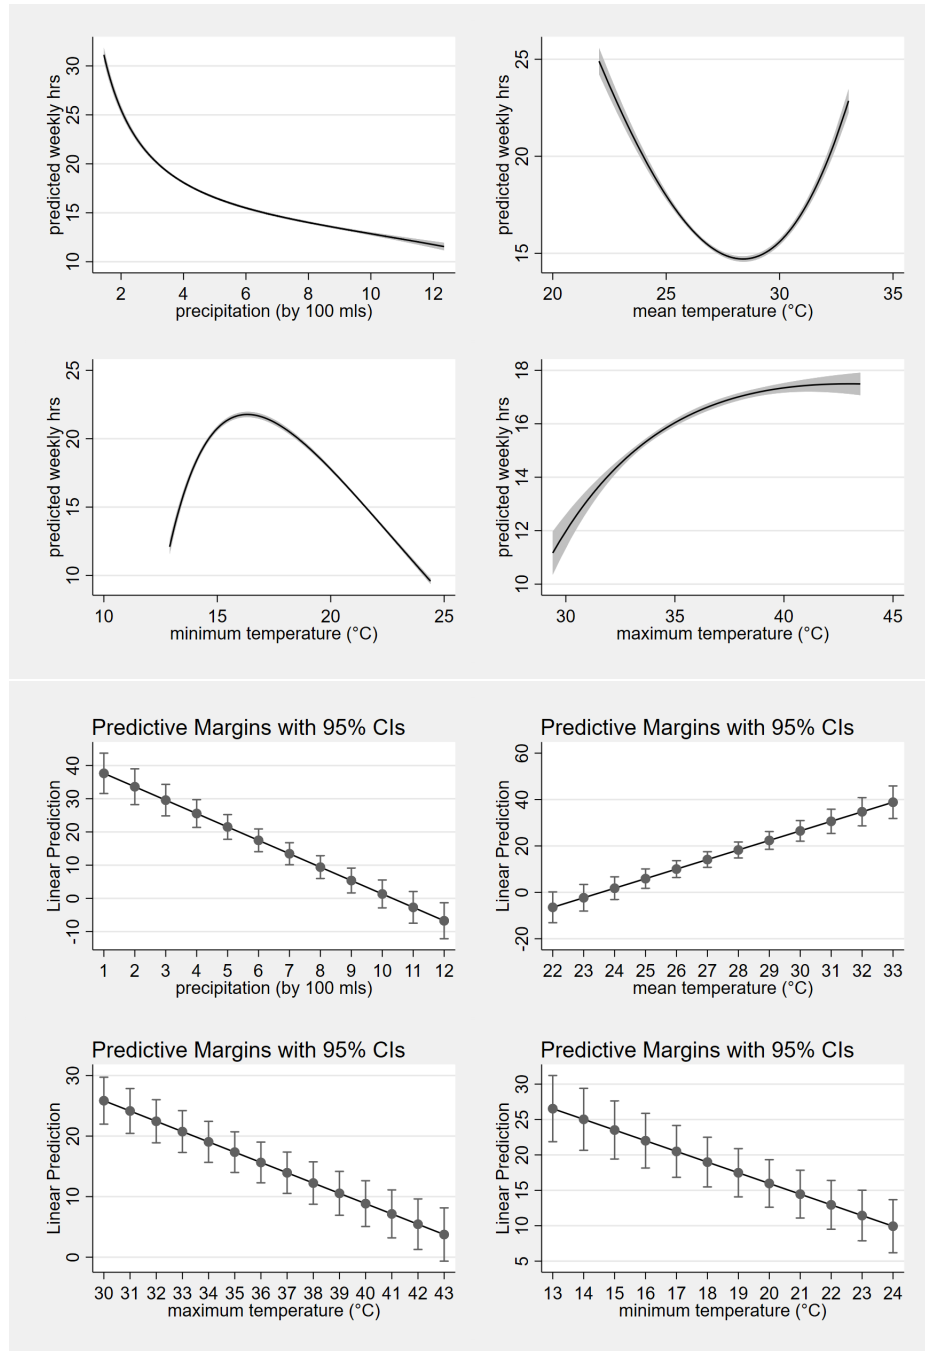 predicted weekly hrs
30
25
20
15
10
2 4 6 8 10 12
precipitation (by 100 mls)
predicted weekly hrs
25
20
15
20 25 30 35
mean temperature (°C)
predicted weekly hrs
25
20
15
10
10 15 20 25
minimum temperature (°C)
predicted weekly hrs
18
16
14
12
10
30 35 40 45
maximum temperature (°C)
Predictive Margins with 95% CIs
Linear Prediction
40
30
20
10
0
-10
1 2 3 4 5 6 7 8 9 10 11 12
precipitation (by 100 mls)
Predictive Margins with 95% CIs
Linear Prediction
60
40
20
0
-20
22 23 24 25 26 27 28 29 30 31 32 33
mean temperature (°C)
Predictive Margins with 95% CIs
Linear Prediction
30
20
10
0
30 31 32 33 34 35 36 37 38 39 40 41 42 43
maximum temperature (°C)
Predictive Margins with 95% CIs
Linear Prediction
30
25
20
15
10
5
13 14 15 16 17 18 19 20 21 22 23 24
minimum temperature (°C)